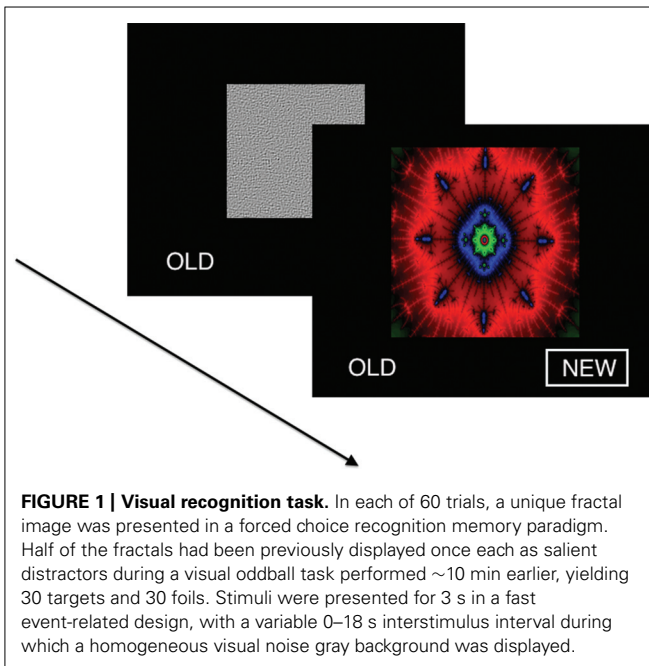 OLD
OLD NEW
FIGURE 1 | Visual recognition task. In each of 60 trials, a unique fractal
image was presented in a forced choice recognition memory paradigm.
Half of the fractals had been previously displayed once each as salient
distractors during a visual oddball task performed ∼10 min earlier, yielding
30 targets and 30 foils. Stimuli were presented for 3 s in a fast
event-related design, with a variable 0–18 s interstimulus interval during
which a homogeneous visual noise gray background was displayed.